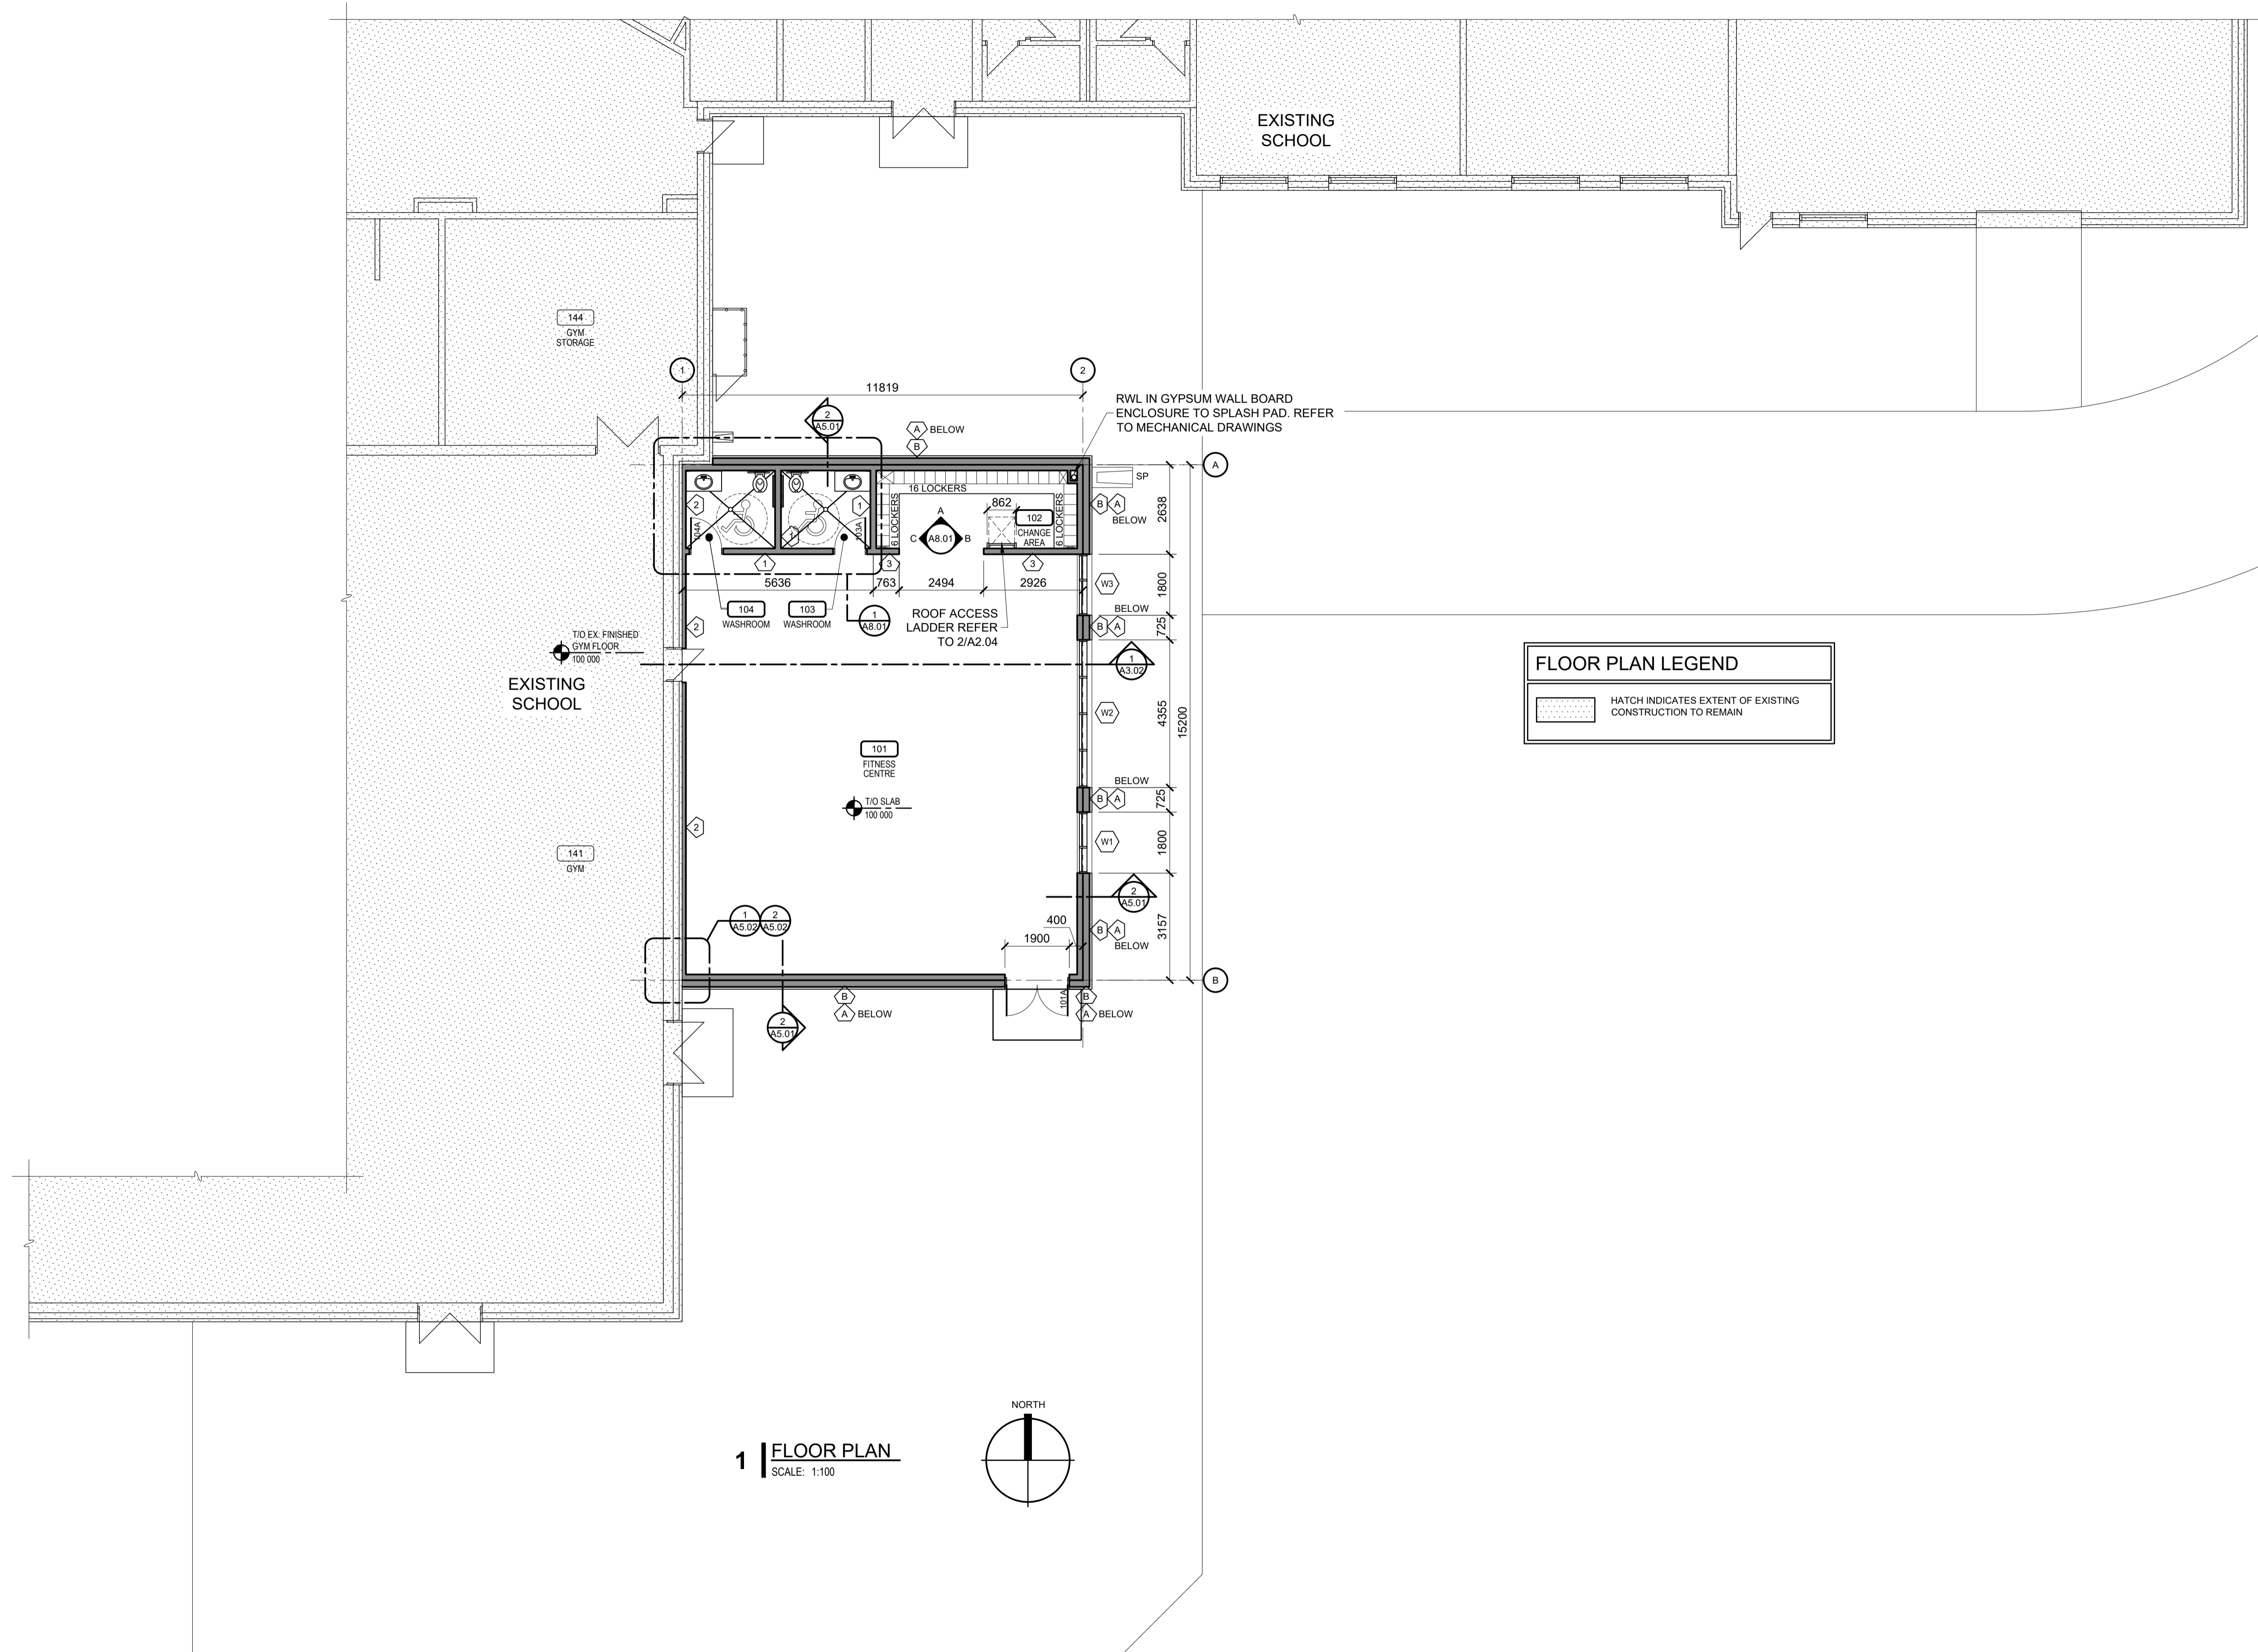 EXISTING
SCHOOL
144
GYM
STORAGE
1
2
11819
RWL IN GYPSUM WALL BOARD
ENCLOSURE TO SPLASH PAD. REFER
TO MECHANICAL DRAWINGS
2
A5.01
A BELOW
B
A
SP
16 LOCKERS
6 LOCKERS
6 LOCKERS
862
102
CHANGE
AREA
A
C A8.01 B
2
1
1
104A
103A
B A
BELOW
2638
1
3
3
5636
763
2494
2926
W3
1800
104
WASHROOM
103
WASHROOM
1
A8.01
ROOF ACCESS
LADDER REFER
TO 2/A2.04
BELOW
B A
725
2
T/O EX. FINISHED
GYM FLOOR
100 000
EXISTING
SCHOOL
1
A3.02
W2
4355
15200
101
FITNESS
CENTRE
T/O SLAB
100 000
BELOW
B A
725
2
W1
1800
141
GYM
2
A5.01
1
A5.02
2
A5.02
400
1900
B A
BELOW
3157
B
101A
B
A BELOW
B
A BELOW
2
A5.01
FLOOR PLAN LEGEND
HATCH INDICATES EXTENT OF EXISTING
CONSTRUCTION TO REMAIN
NORTH
1
FLOOR PLAN
SCALE: 1:100